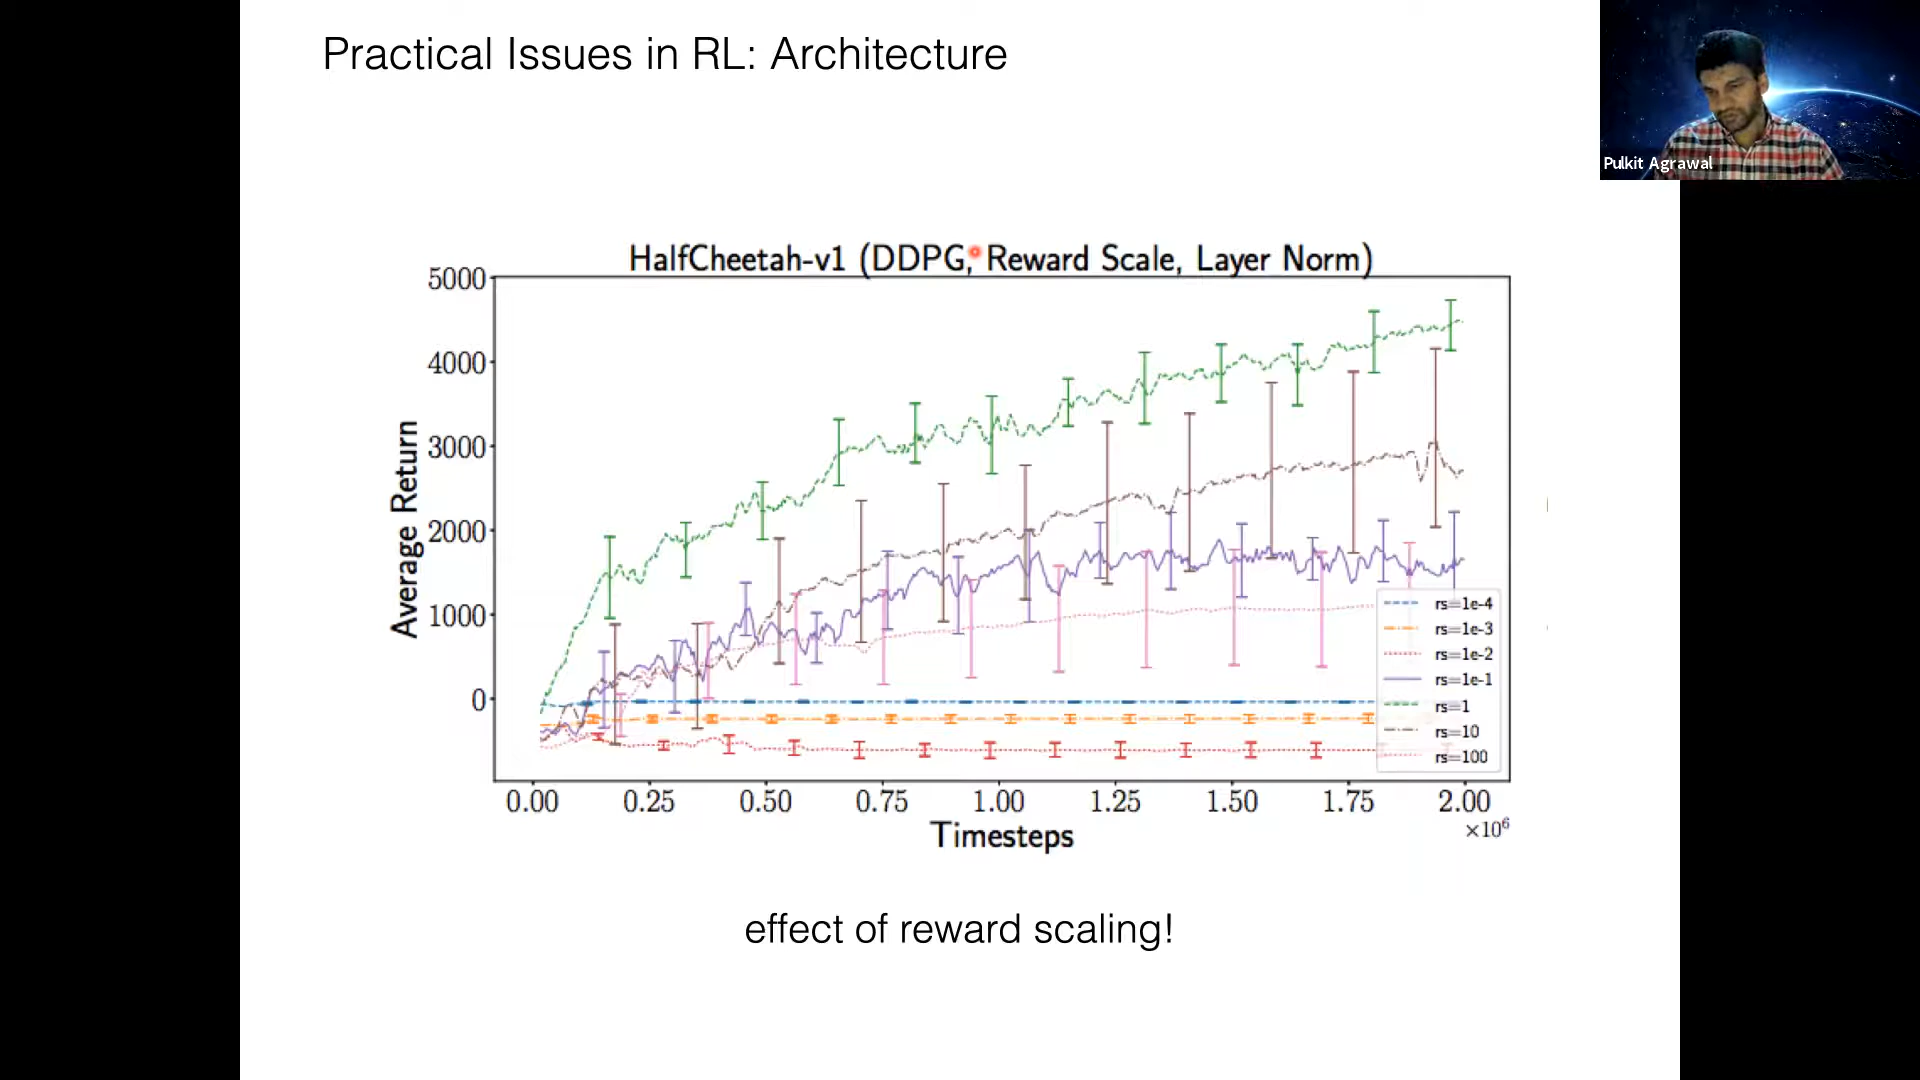 Practical Issues in RL: Architecture
Pulkit Agrawal
HalfCheetah-v1 (DDPG, Reward Scale, Layer Norm)
Average Return
5000
4000
3000
2000
1000
0
rs=1e-4
rs=1e-3
rs=1e-2
rs=1e-1
rs=1
rs=10
rs=100
0.00 0.25 0.50 0.75 1.00 1.25 1.50 1.75 2.00
×10⁶
Timesteps
effect of reward scaling!